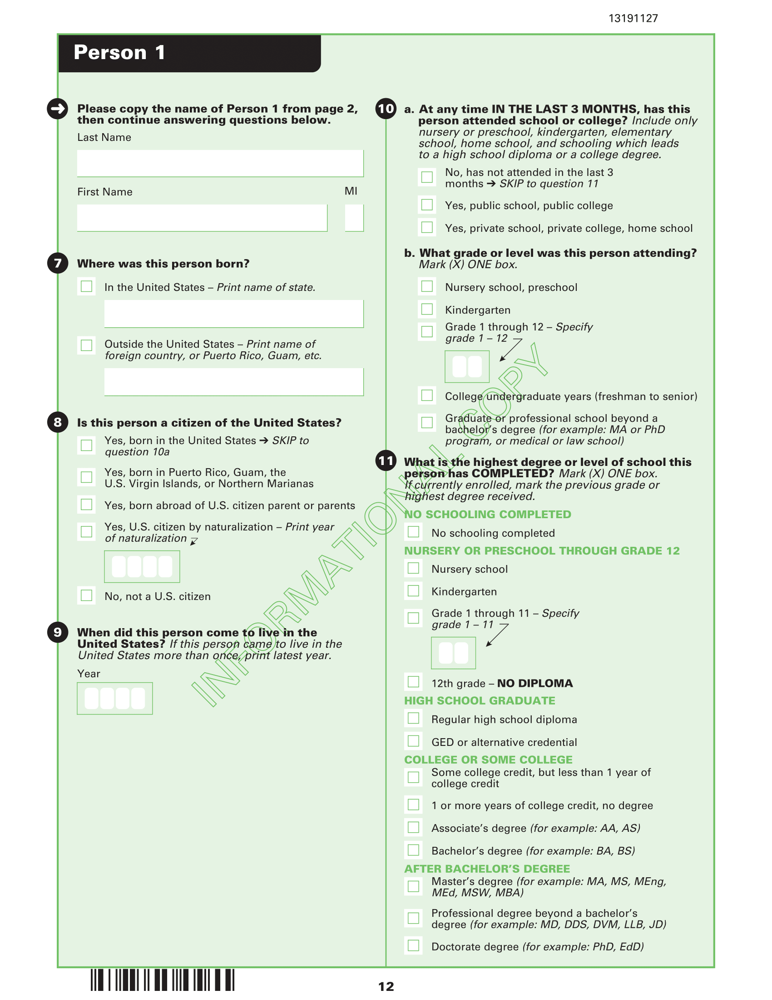 13191127
Person 1
➔ Please copy the name of Person 1 from page 2,
then continue answering questions below.
Last Name
First Name
MI
7 Where was this person born?
In the United States – Print name of state.
Outside the United States – Print name of
foreign country, or Puerto Rico, Guam, etc.
8 Is this person a citizen of the United States?
Yes, born in the United States ➔ SKIP to
question 10a
Yes, born in Puerto Rico, Guam, the
U.S. Virgin Islands, or Northern Marianas
Yes, born abroad of U.S. citizen parent or parents
Yes, U.S. citizen by naturalization – Print year
of naturalization
No, not a U.S. citizen
9 When did this person come to live in the
United States? If this person came to live in the
United States more than once, print latest year.
Year
10 a. At any time IN THE LAST 3 MONTHS, has this
person attended school or college? Include only
nursery or preschool, kindergarten, elementary
school, home school, and schooling which leads
to a high school diploma or a college degree.
No, has not attended in the last 3
months ➔ SKIP to question 11
Yes, public school, public college
Yes, private school, private college, home school
b. What grade or level was this person attending?
Mark (X) ONE box.
Nursery school, preschool
Kindergarten
Grade 1 through 12 – Specify
grade 1 – 12
College undergraduate years (freshman to senior)
Graduate or professional school beyond a
bachelor’s degree (for example: MA or PhD
program, or medical or law school)
11 What is the highest degree or level of school this
person has COMPLETED? Mark (X) ONE box.
If currently enrolled, mark the previous grade or
highest degree received.
NO SCHOOLING COMPLETED
No schooling completed
NURSERY OR PRESCHOOL THROUGH GRADE 12
Nursery school
Kindergarten
Grade 1 through 11 – Specify
grade 1 – 11
12th grade – NO DIPLOMA
HIGH SCHOOL GRADUATE
Regular high school diploma
GED or alternative credential
COLLEGE OR SOME COLLEGE
Some college credit, but less than 1 year of
college credit
1 or more years of college credit, no degree
Associate’s degree (for example: AA, AS)
Bachelor’s degree (for example: BA, BS)
AFTER BACHELOR’S DEGREE
Master’s degree (for example: MA, MS, MEng,
MEd, MSW, MBA)
Professional degree beyond a bachelor’s
degree (for example: MD, DDS, DVM, LLB, JD)
Doctorate degree (for example: PhD, EdD)
INFORMATIONAL COPY
12